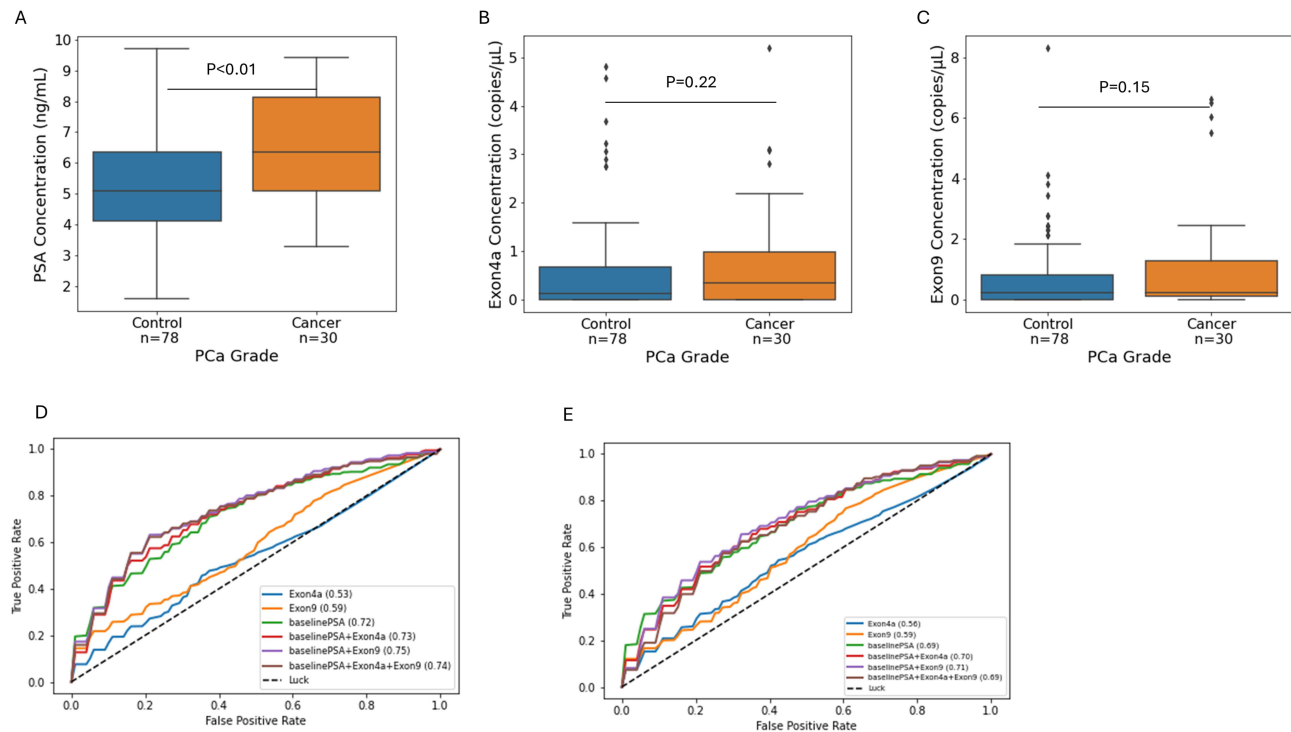 A
PSA Concentration (ng/mL)
10
9
8
7
6
5
4
3
2
P<0.01
Control
n=78
Cancer
n=30
PCa Grade
B
Exon4a Concentration (copies/µL)
5
4
3
2
1
0
P=0.22
Control
n=78
Cancer
n=30
PCa Grade
C
Exon9 Concentration (copies/µL)
8
6
4
2
0
P=0.15
Control
n=78
Cancer
n=30
PCa Grade
D
True Positive Rate
1.0
0.8
0.6
0.4
0.2
0.0
Exon4a (0.53)
Exon9 (0.59)
baselinePSA (0.72)
baselinePSA+Exon4a (0.73)
baselinePSA+Exon9 (0.75)
baselinePSA+Exon4a+Exon9 (0.74)
Luck
0.0 0.2 0.4 0.6 0.8 1.0
False Positive Rate
E
True Positive Rate
1.0
0.8
0.6
0.4
0.2
0.0
Exon4a (0.56)
Exon9 (0.59)
baselinePSA (0.69)
baselinePSA+Exon4a (0.70)
baselinePSA+Exon9 (0.71)
baselinePSA+Exon4a+Exon9 (0.69)
Luck
0.0 0.2 0.4 0.6 0.8 1.0
False Positive Rate